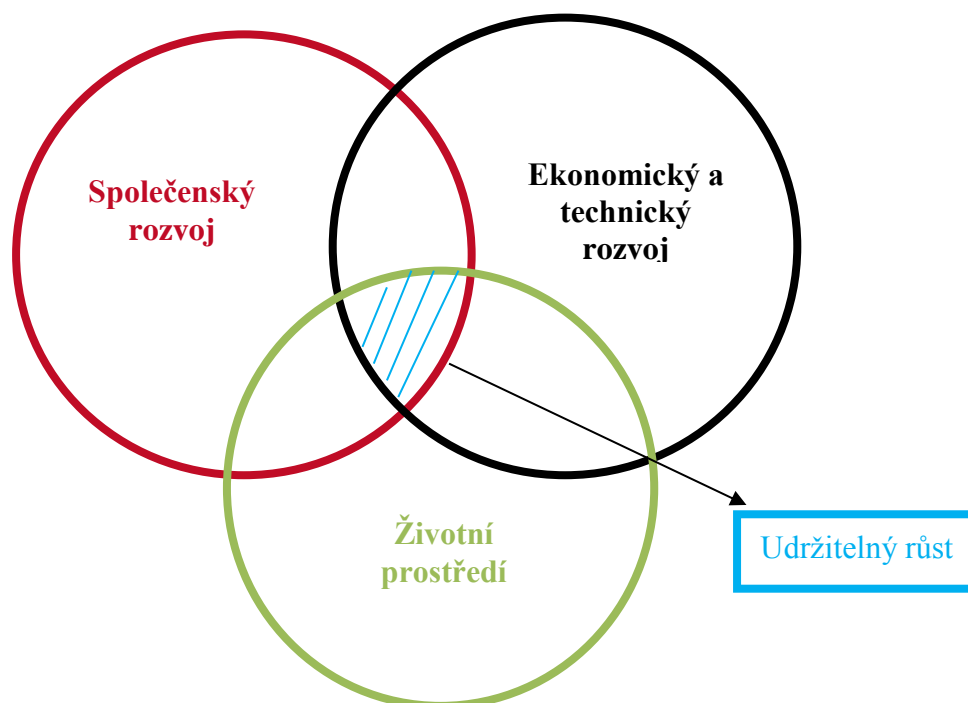 Společenský
rozvoj
Ekonomický a
technický
rozvoj
Životní
prostředí
Udržitelný růst